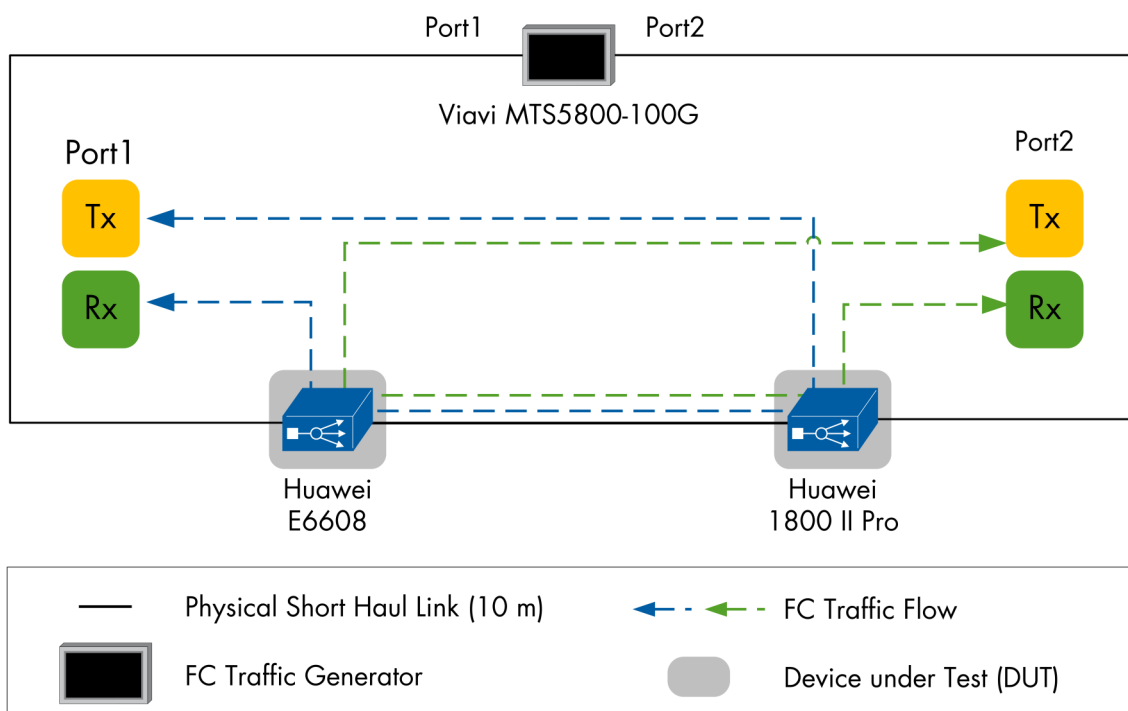 Port1
Port2
Viavi MTS5800-100G
Port1
Port2
Tx
Tx
Rx
Rx
Huawei
E6608
Huawei
1800 II Pro
Physical Short Haul Link (10 m)
FC Traffic Flow
FC Traffic Generator
Device under Test (DUT)